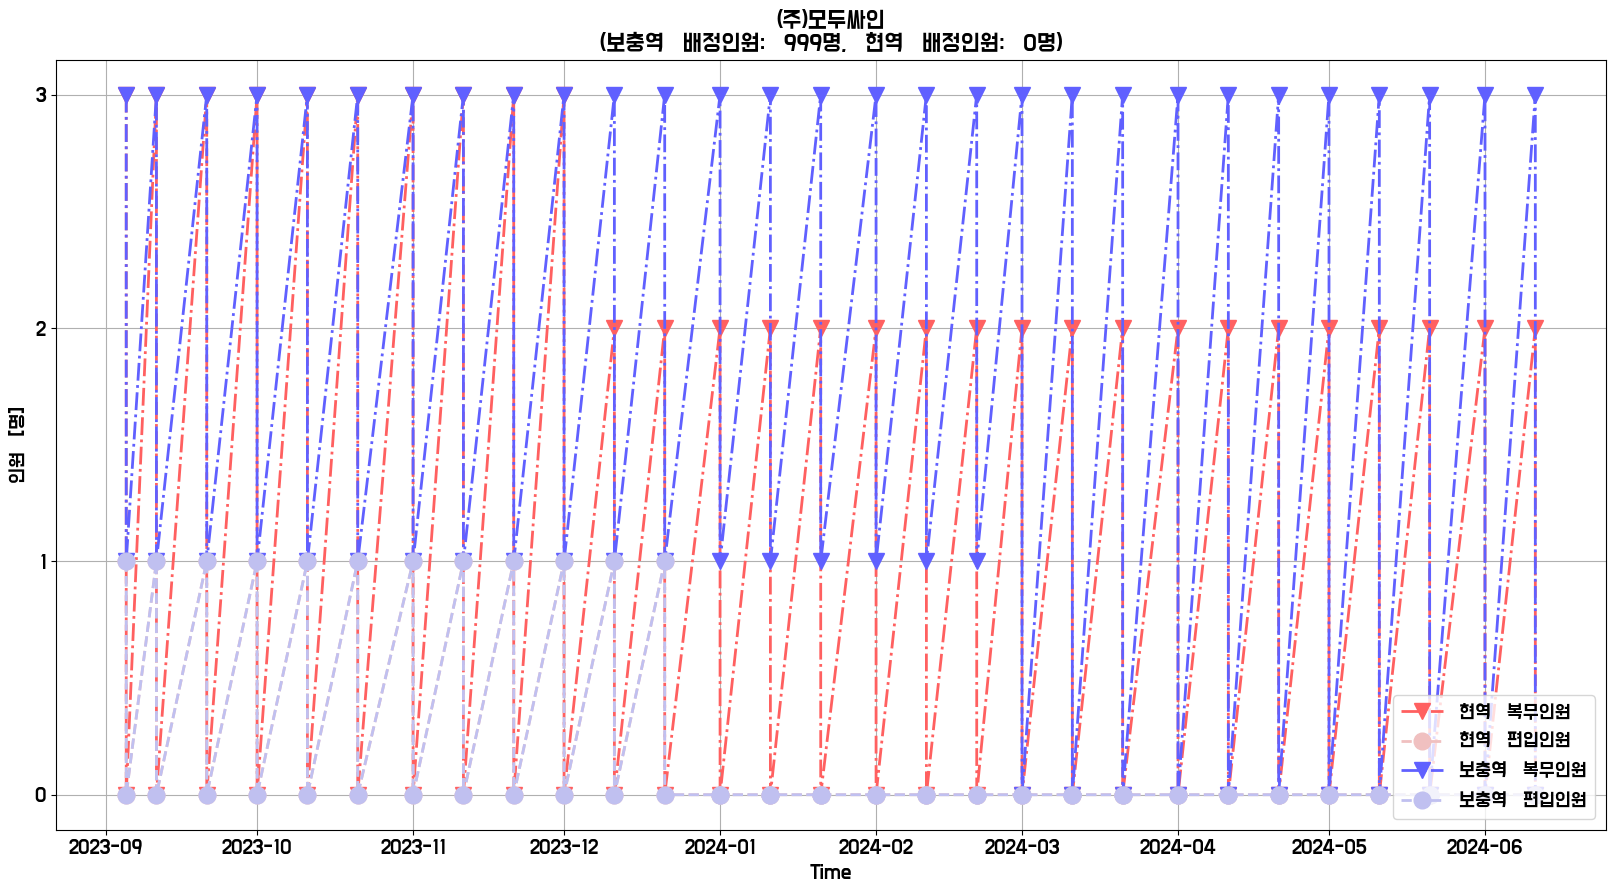 (주)모두싸인
(보충역 배정인원: 999명, 현역 배정인원: 0명)
인원 [명]
3
2
1
0
현역 복무인원
현역 편입인원
보충역 복무인원
보충역 편입인원
2023-09 2023-10 2023-11 2023-12 2024-01 2024-02 2024-03 2024-04 2024-05 2024-06
Time